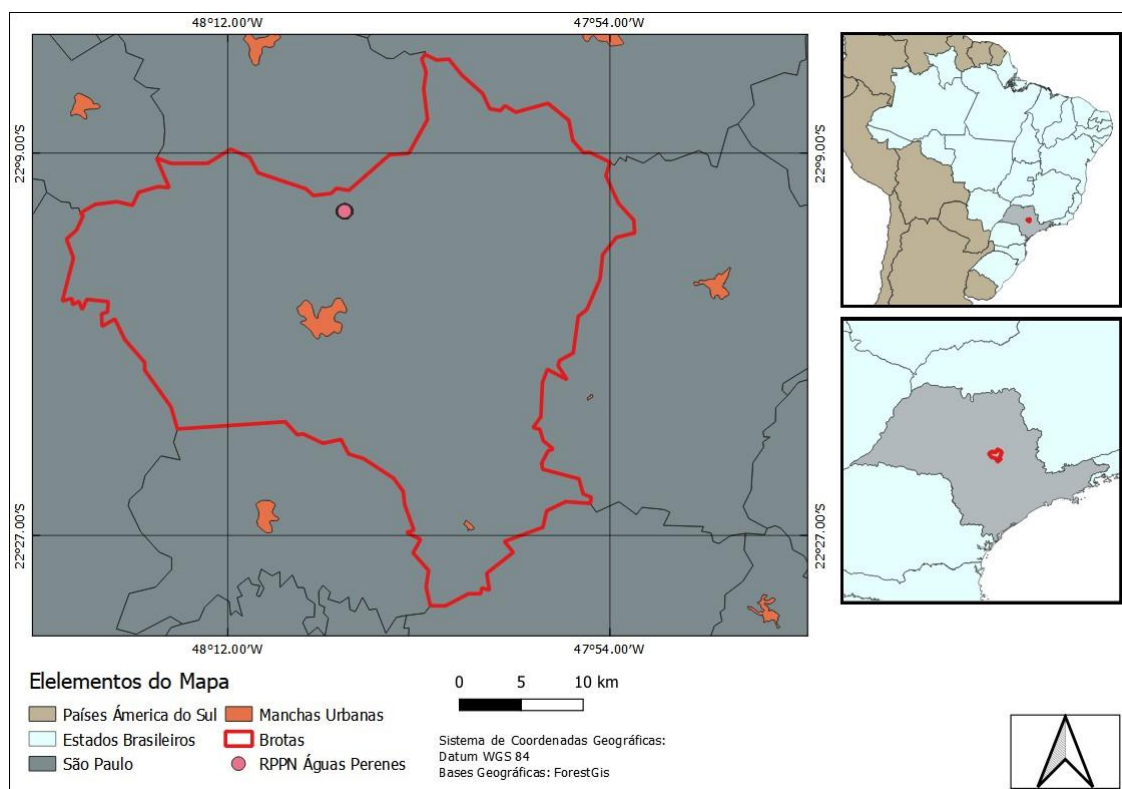 48°12.00′W 47°54.00′W
22°9.00′S 22°9.00′S
22°27.00′S 22°27.00′S
48°12.00′W 47°54.00′W
Elelementos do Mapa
Países Ámerica do Sul
Estados Brasileiros
São Paulo
Manchas Urbanas
Brotas
RPPN Águas Perenes
0 5 10 km
Sistema de Coordenadas Geográficas:
Datum WGS 84
Bases Geográficas: ForestGis